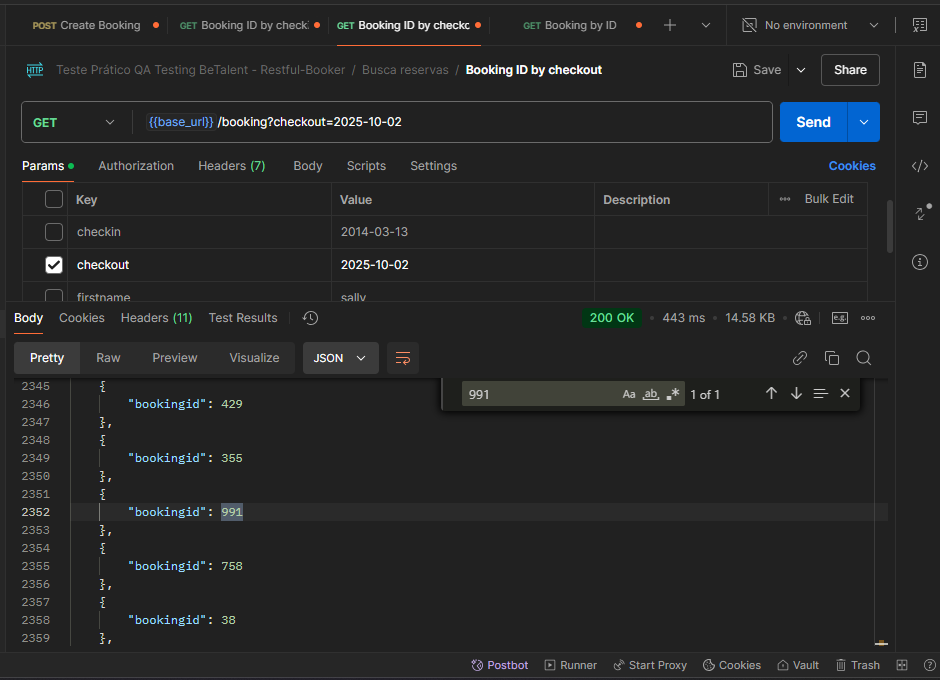 POST Create Booking GET Booking ID by check GET Booking ID by checkc GET Booking by ID No environment
HTTP Teste Prático QA Testing BeTalent - Restful-Booker / Busca reservas / Booking ID by checkout Save Share
GET {{base_url}} /booking?checkout=2025-10-02 Send
Params Authorization Headers (7) Body Scripts Settings Cookies
Key Value Description Bulk Edit
checkin 2014-03-13
checkout 2025-10-02
firstname sally
Body Cookies Headers (11) Test Results 200 OK 443 ms 14.58 KB e.g.
Pretty Raw Preview Visualize JSON
991 Aa ab .* 1 of 1
2345 {
2346 "bookingid": 429
2347 },
2348 {
2349 "bookingid": 355
2350 },
2351 {
2352 "bookingid": 991
2353 },
2354 {
2355 "bookingid": 758
2356 },
2357 {
2358 "bookingid": 38
2359 },
Postbot Runner Start Proxy Cookies Vault Trash